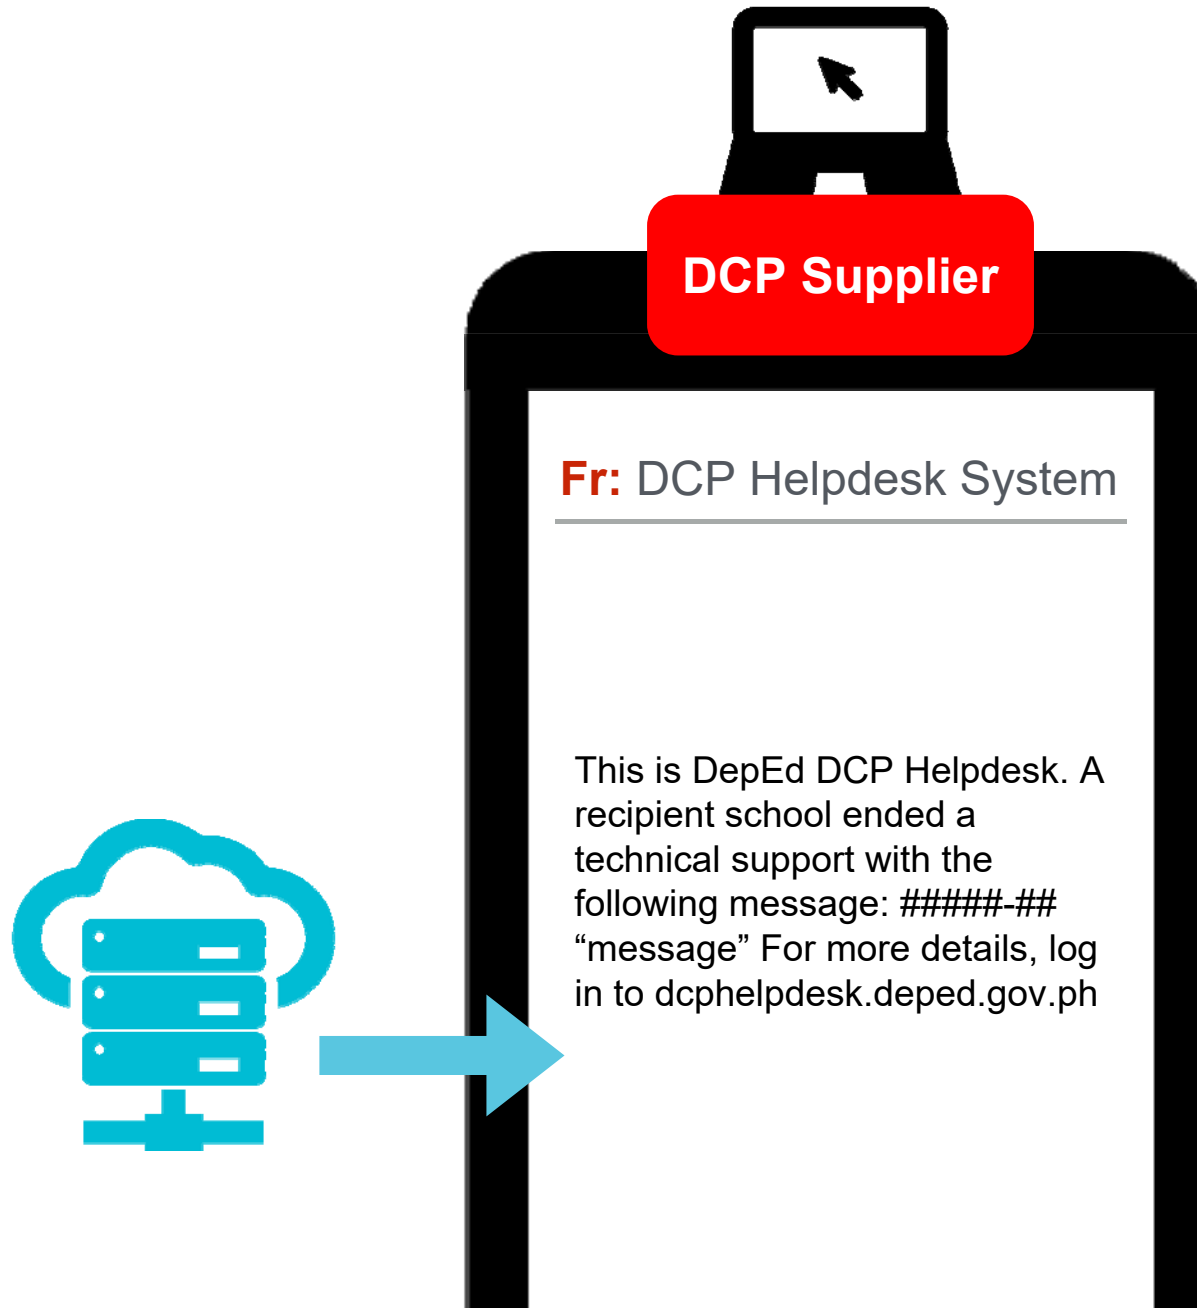 DCP Supplier
Fr: DCP Helpdesk System
This is DepEd DCP Helpdesk. A
recipient school ended a
technical support with the
following message: #####-##
“message” For more details, log
in to dcphelpdesk.deped.gov.ph